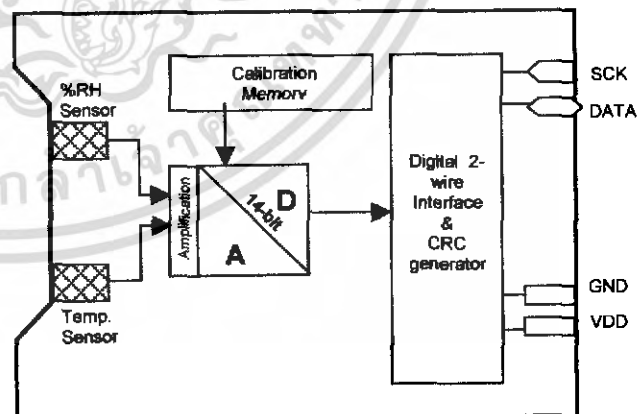 %RH
Sensor
Calibration
Memory
SCK
DATA
Amplification
14-bit
D
A
Digital 2-
wire
Interface
&
CRC
generator
Temp.
Sensor
GND
VDD